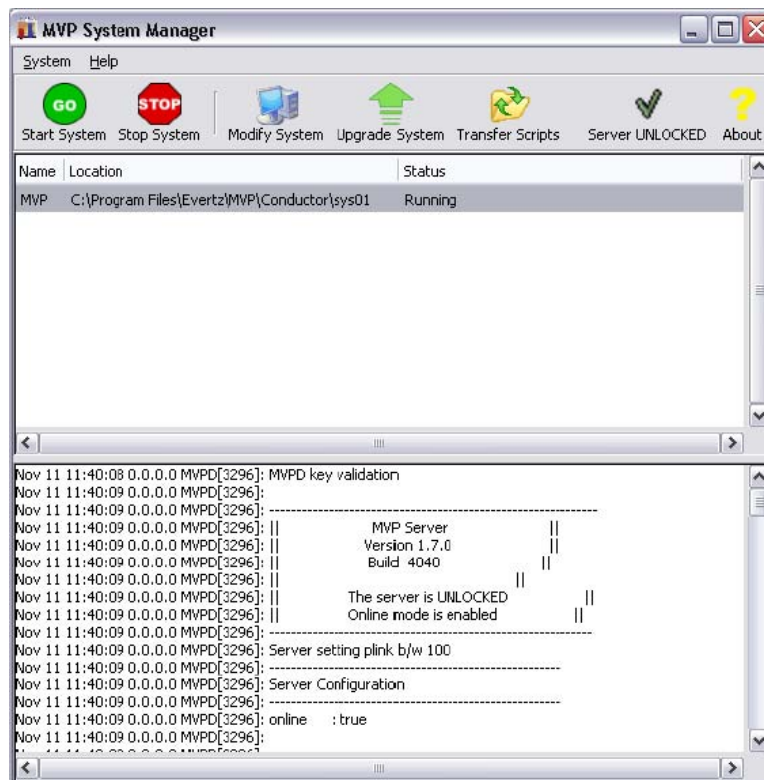 MVP System Manager
System Help
GO STOP
Start System Stop System Modify System Upgrade System Transfer Scripts Server UNLOCKED About
Name Location Status
MVP C:\Program Files\Evertz\MVP\Conductor\sys01 Running
Nov 11 11:40:08 0.0.0.0 MVPD[3296]: MVPD key validation
Nov 11 11:40:09 0.0.0.0 MVPD[3296]:
Nov 11 11:40:09 0.0.0.0 MVPD[3296]: ------------------------------------------------------------
Nov 11 11:40:09 0.0.0.0 MVPD[3296]: || MVP Server ||
Nov 11 11:40:09 0.0.0.0 MVPD[3296]: || Version 1.7.0 ||
Nov 11 11:40:09 0.0.0.0 MVPD[3296]: || Build 4040 ||
Nov 11 11:40:09 0.0.0.0 MVPD[3296]: || ||
Nov 11 11:40:09 0.0.0.0 MVPD[3296]: || The server is UNLOCKED ||
Nov 11 11:40:09 0.0.0.0 MVPD[3296]: || Online mode is enabled ||
Nov 11 11:40:09 0.0.0.0 MVPD[3296]: -----------------------------------------------------------
Nov 11 11:40:09 0.0.0.0 MVPD[3296]: Server setting plink b/w 100
Nov 11 11:40:09 0.0.0.0 MVPD[3296]: -----------------------------------------------------
Nov 11 11:40:09 0.0.0.0 MVPD[3296]: Server Configuration
Nov 11 11:40:09 0.0.0.0 MVPD[3296]: -----------------------------------------------------
Nov 11 11:40:09 0.0.0.0 MVPD[3296]: online : true
Nov 11 11:40:09 0.0.0.0 MVPD[3296]: